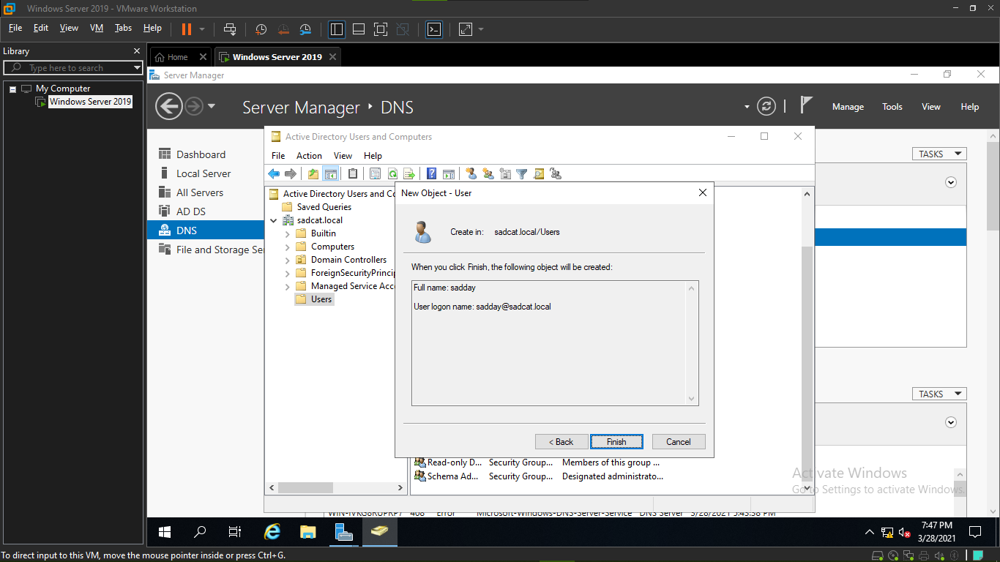 Windows Server 2019 - VMware Workstation
File Edit View VM Tabs Help
Library
Home Windows Server 2019
Type here to search
Server Manager
My Computer
Windows Server 2019
Server Manager DNS Manage Tools View Help
Dashboard
Local Server
All Servers
AD DS
DNS
File and Storage Se
TASKS
Active Directory Users and Computers
File Action View Help
Active Directory Users and Co
Saved Queries
sadcat.local
Builtin
Computers
Domain Controllers
ForeignSecurityPrincip
Managed Service Acc
Users
New Object - User
Create in: sadcat.local/Users
When you click Finish, the following object will be created:
Full name: sadday
User logon name: sadday@sadcat.local
< Back Finish Cancel
TASKS
Read-only D... Security Group... Members of this group ...
Schema Ad... Security Group... Designated administrato...
Activate Windows
Go to Settings to activate Windows.
Error Microsoft-Windows-DNS-Server-Service DNS Server 3/28/2021 5:43:58 PM
7:47 PM
3/28/2021
To direct input to this VM, move the mouse pointer inside or press Ctrl+G.